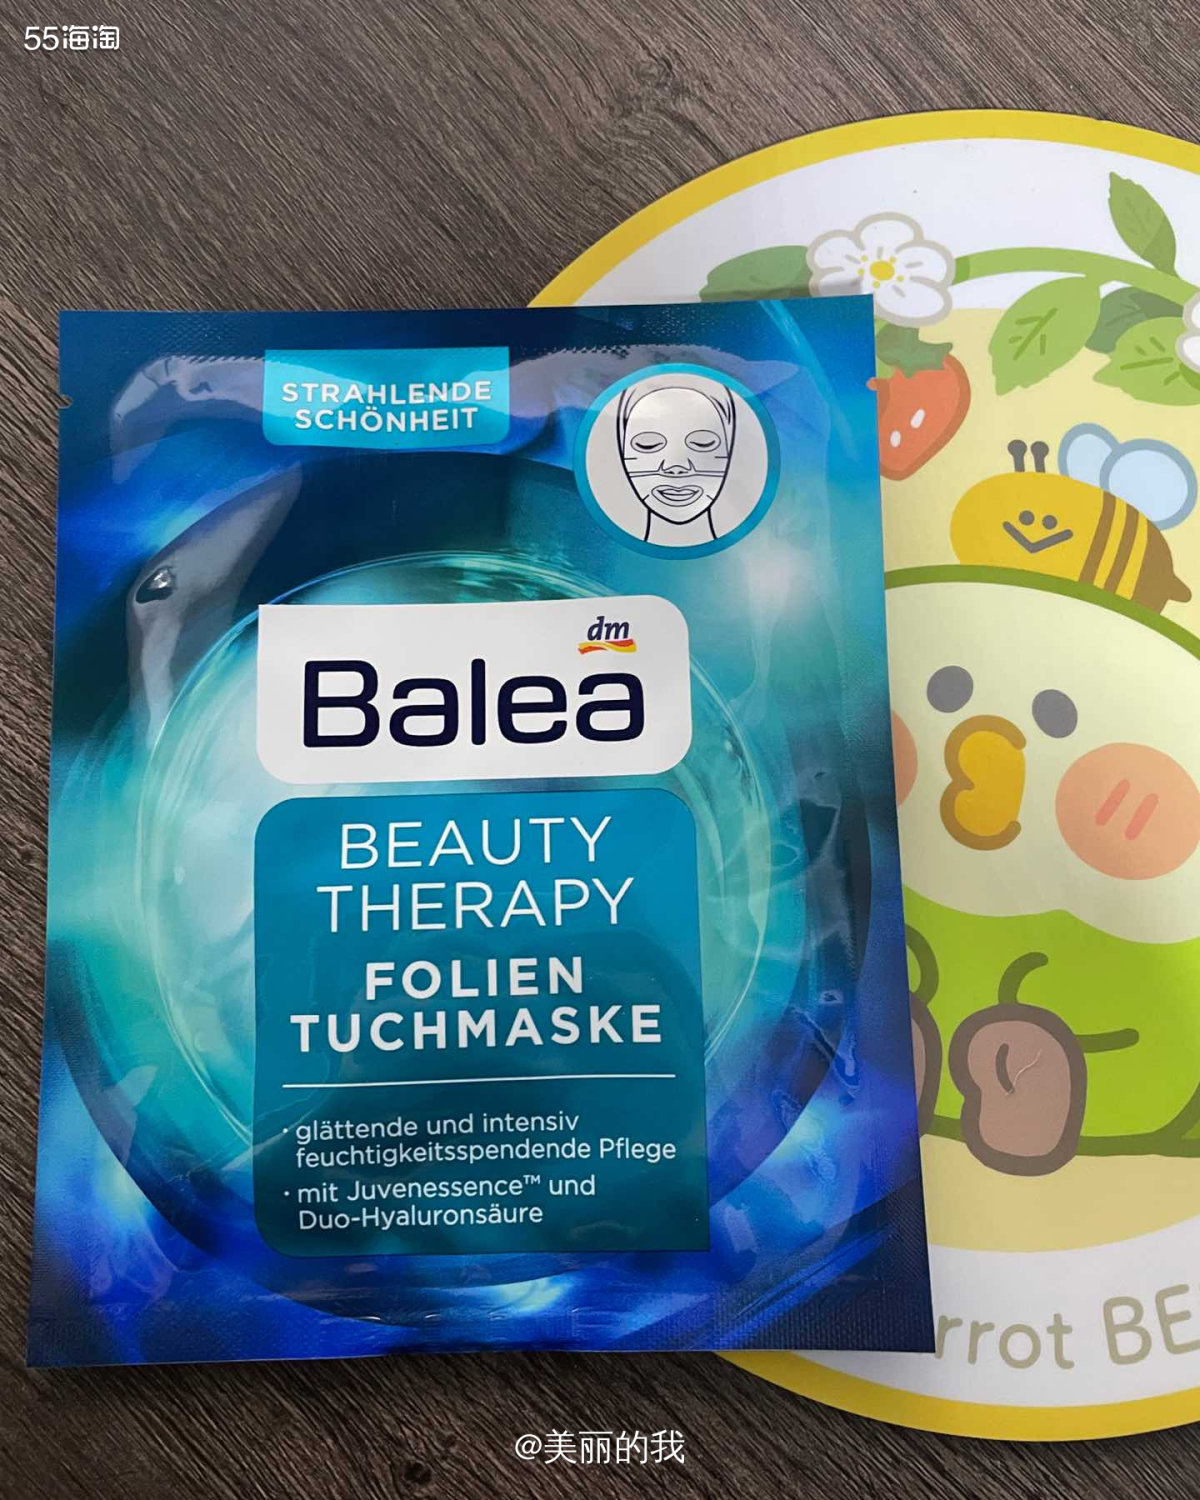 55海淘
STRAHLENDE
SCHÖNHEIT
dm
Balea
BEAUTY
THERAPY
FOLIEN
TUCHMASKE
· glättende und intensiv
feuchtigkeitsspendende Pflege
· mit Juvenessence™ und
Duo-Hyaluronsäure
rrot BE
@美丽的我